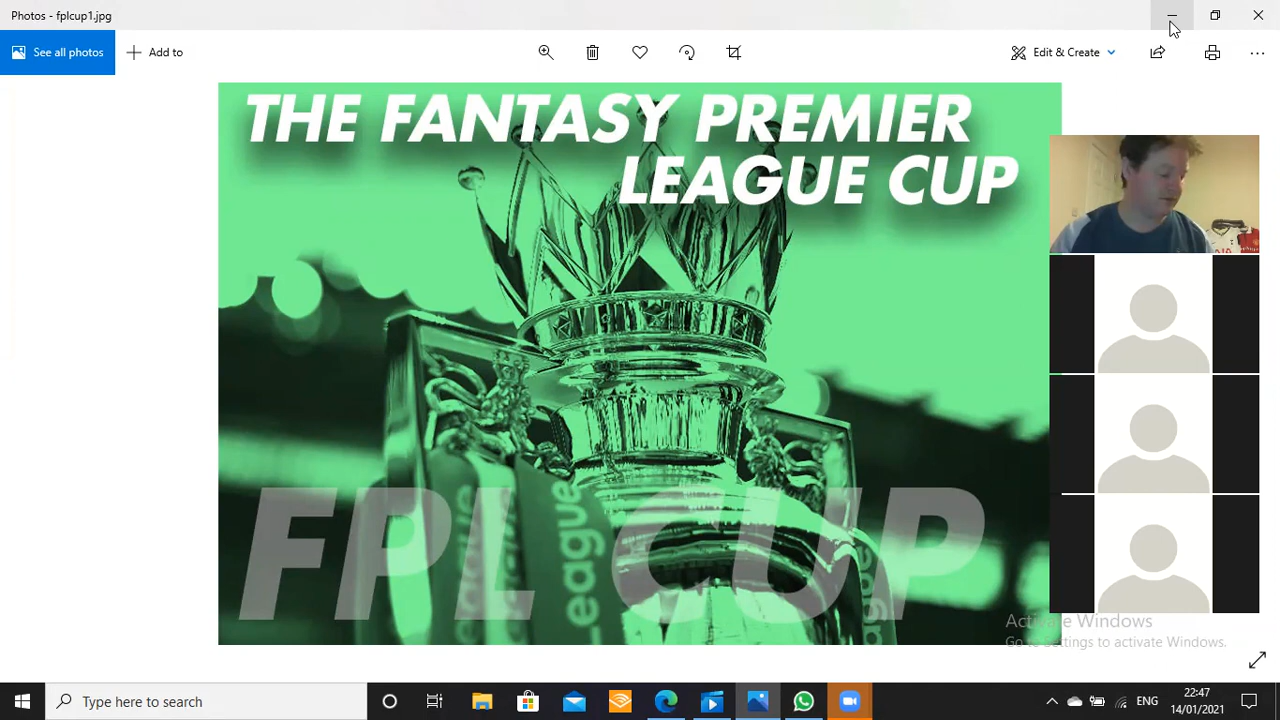 Photos - fplcup1.jpg
See all photos
Add to
Edit & Create
THE FANTASY PREMIER
LEAGUE CUP
League
FPL CUP
Activate Windows
Go to Settings to activate Windows.
Type here to search
ENG
22:47
14/01/2021